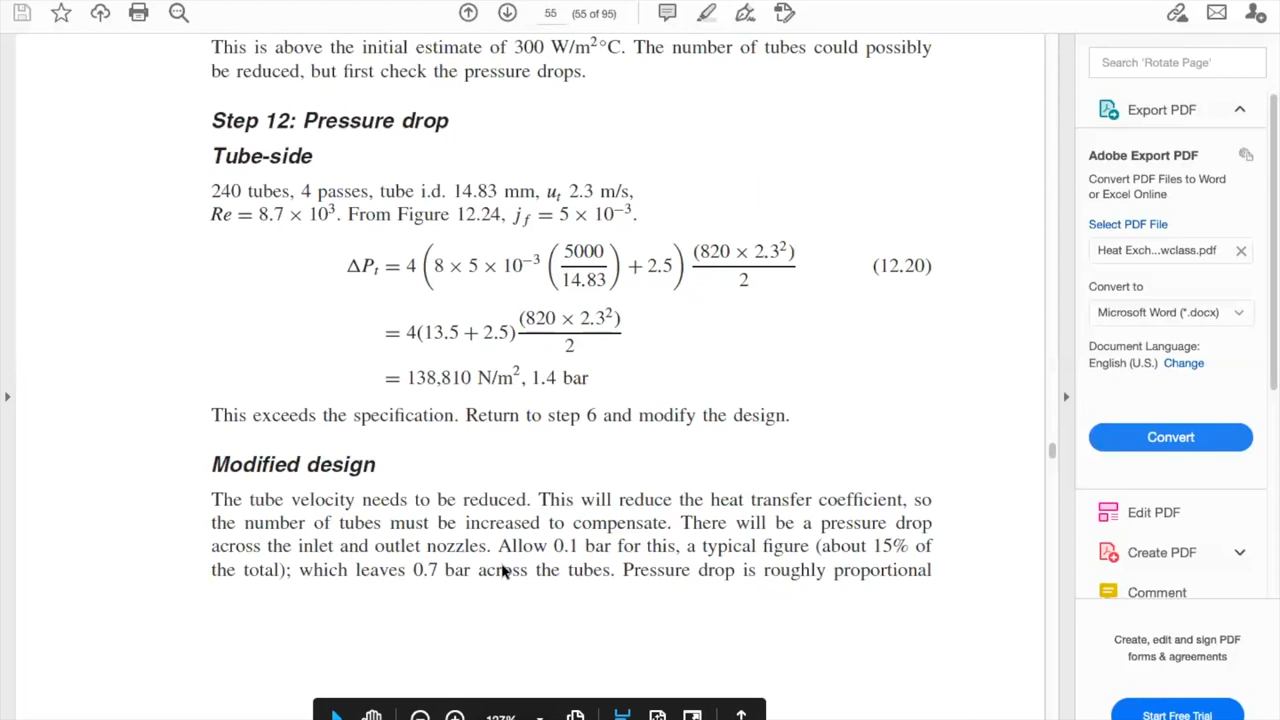 55 (55 of 95)
This is above the initial estimate of 300 W/m²°C. The number of tubes could possibly
be reduced, but first check the pressure drops.
Step 12: Pressure drop
Tube-side
240 tubes, 4 passes, tube i.d. 14.83 mm, uₜ 2.3 m/s,
Re = 8.7 × 10³. From Figure 12.24, j_f = 5 × 10⁻³.
ΔPₜ = 4 ( 8 × 5 × 10⁻³ ( 5000 / 14.83 ) + 2.5 ) (820 × 2.3²) / 2 (12.20)
= 4(13.5 + 2.5) (820 × 2.3²) / 2
= 138,810 N/m², 1.4 bar
This exceeds the specification. Return to step 6 and modify the design.
Modified design
The tube velocity needs to be reduced. This will reduce the heat transfer coefficient, so
the number of tubes must be increased to compensate. There will be a pressure drop
across the inlet and outlet nozzles. Allow 0.1 bar for this, a typical figure (about 15% of
the total); which leaves 0.7 bar across the tubes. Pressure drop is roughly proportional
Search 'Rotate Page'
Export PDF
Adobe Export PDF
Convert PDF Files to Word
or Excel Online
Select PDF File
Heat Exch...wclass.pdf
Convert to
Microsoft Word (*.docx)
Document Language:
English (U.S.) Change
Convert
Edit PDF
Create PDF
Comment
Create, edit and sign PDF
forms & agreements
Start Free Trial